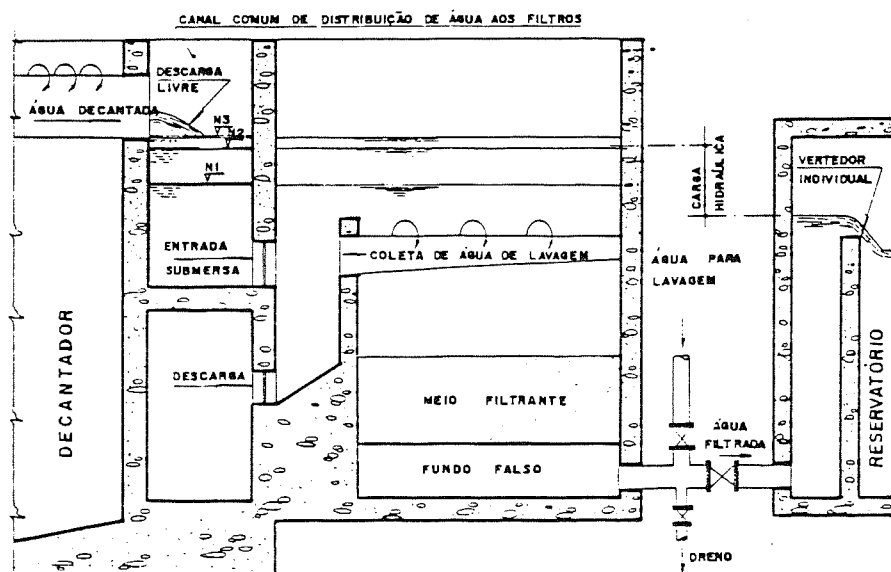 CANAL COMUM DE DISTRIBUIÇÃO DE ÁGUA AOS FILTROS
DESCARGA
LIVRE
ÁGUA DECANTADA
N3
N2
N1
CARGA
HIDRÁULICA
VERTEDOR
INDIVIDUAL
ENTRADA
SUBMERSA
COLETA DE ÁGUA DE LAVAGEM
ÁGUA PARA
LAVAGEM
DECANTADOR
DESCARGA
MEIO FILTRANTE
ÁGUA
FILTRADA
RESERVATÓRIO
FUNDO FALSO
DRENO